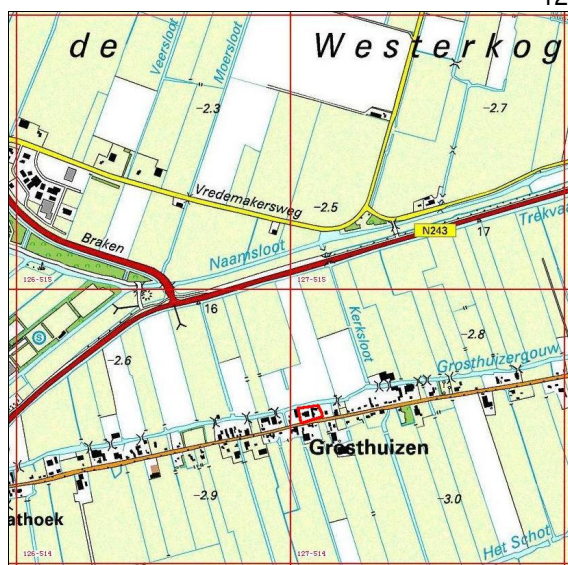 12
de Westerkog
Veersloot
Moersloot
-2.3
-2.7
Vredemakersweg
-2.5
Braken
Naamsloot
N243
17
Trekvaa
126-515
127-515
16
Kerksloot
S
-2.6
-2.8
Grosthuizergouw
Grosthuizen
-2.9
-3.0
athoek
Het Schot
126-514
127-514